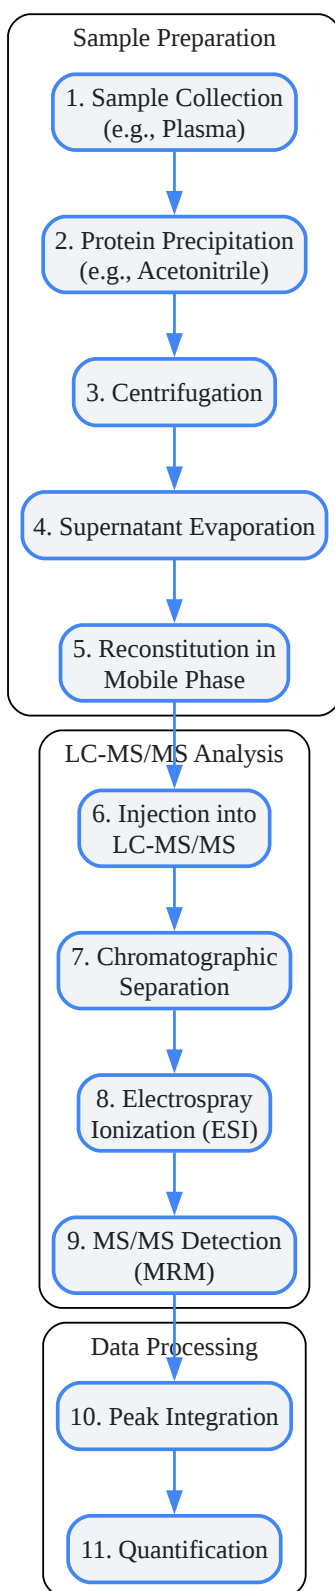 Sample Preparation
1. Sample Collection
(e.g., Plasma)
2. Protein Precipitation
(e.g., Acetonitrile)
3. Centrifugation
4. Supernatant Evaporation
5. Reconstitution in
Mobile Phase
LC-MS/MS Analysis
6. Injection into
LC-MS/MS
7. Chromatographic
Separation
8. Electrospray
Ionization (ESI)
9. MS/MS Detection
(MRM)
Data Processing
10. Peak Integration
11. Quantification